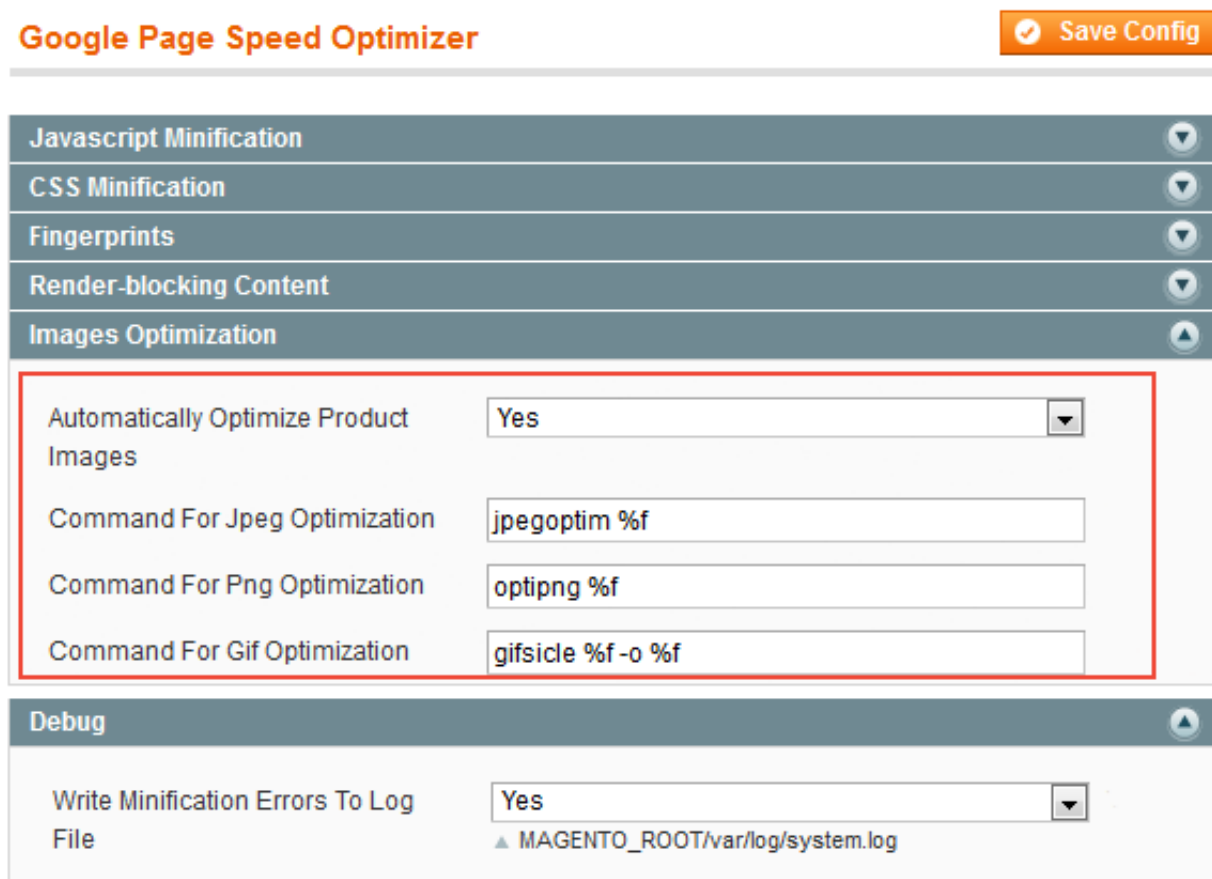 Google Page Speed Optimizer
Save Config
Javascript Minification
CSS Minification
Fingerprints
Render-blocking Content
Images Optimization
Automatically Optimize Product
Images
Yes
Command For Jpeg Optimization
jpegoptim %f
Command For Png Optimization
optipng %f
Command For Gif Optimization
gifsicle %f -o %f
Debug
Write Minification Errors To Log
File
Yes
MAGENTO_ROOT/var/log/system.log